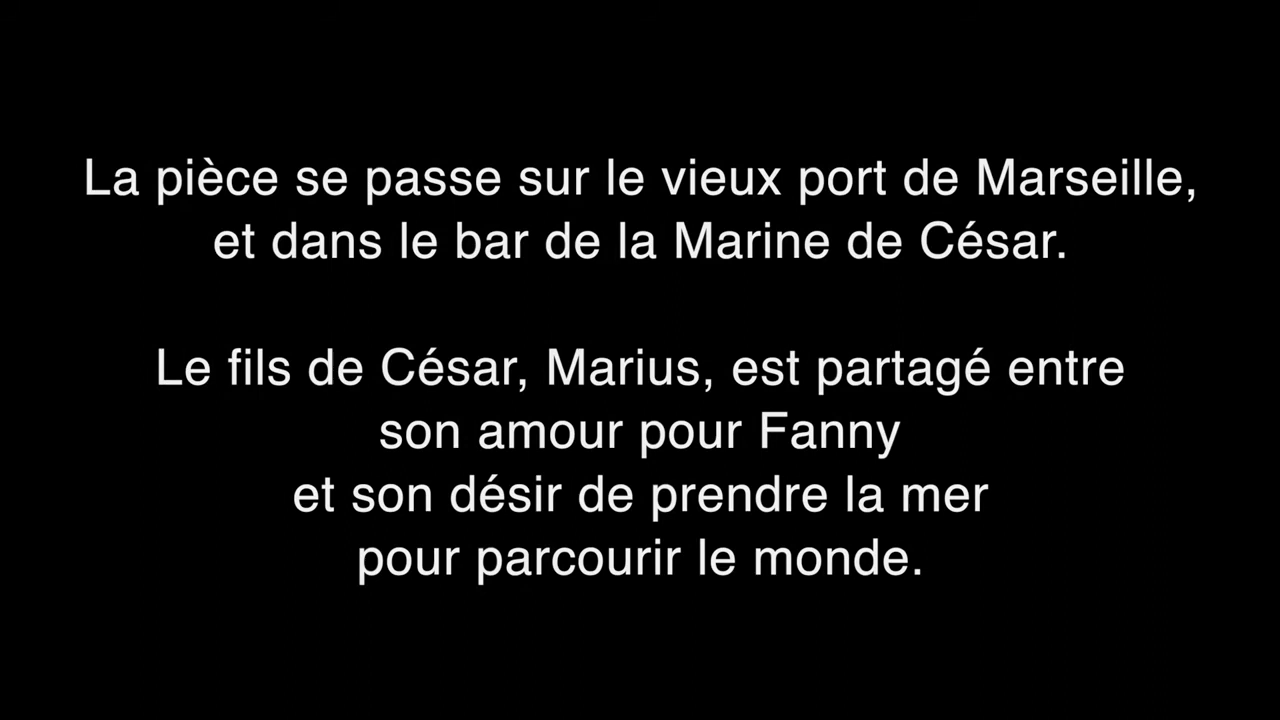 La pièce se passe sur le vieux port de Marseille,
et dans le bar de la Marine de César.
Le fils de César, Marius, est partagé entre
son amour pour Fanny
et son désir de prendre la mer
pour parcourir le monde.